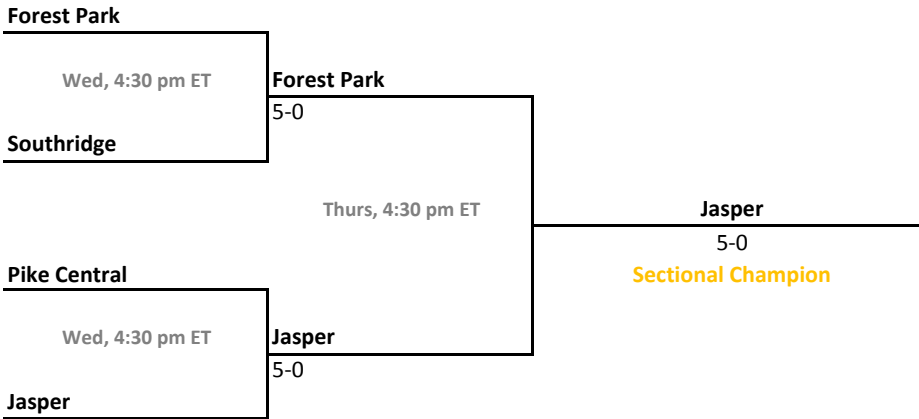 Forest Park
Wed, 4:30 pm ET
Forest Park
5-0
Southridge
Thurs, 4:30 pm ET
Jasper
5-0
Sectional Champion
Pike Central
Wed, 4:30 pm ET
Jasper
5-0
Jasper